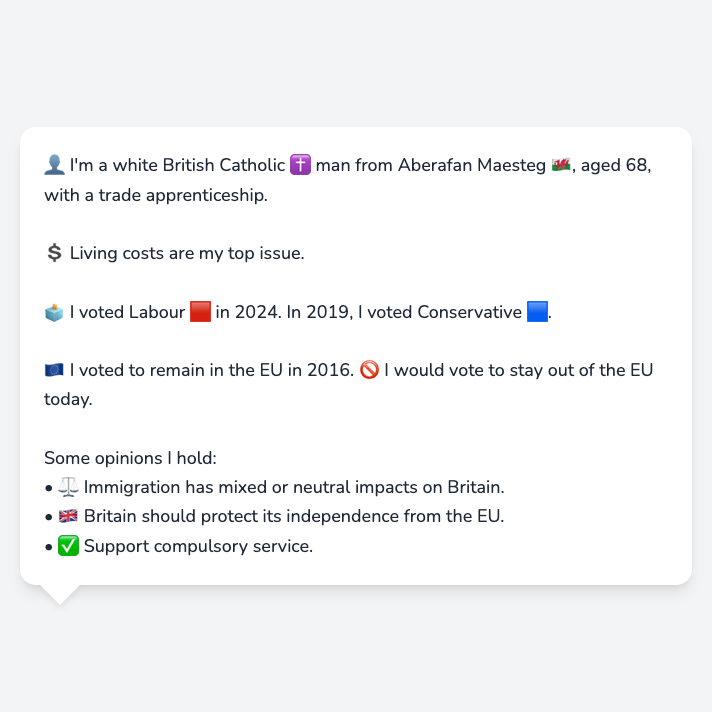 👤 I'm a white British Catholic ✝️ man from Aberafan Maesteg 🏴󠁧󠁢󠁷󠁬󠁳󠁿, aged 68,
with a trade apprenticeship.
💲 Living costs are my top issue.
🗳️ I voted Labour 🟥 in 2024. In 2019, I voted Conservative 🟦.
🇪🇺 I voted to remain in the EU in 2016. 🚫 I would vote to stay out of the EU
today.
Some opinions I hold:
• ⚖️ Immigration has mixed or neutral impacts on Britain.
• 🇬🇧 Britain should protect its independence from the EU.
• ✅ Support compulsory service.